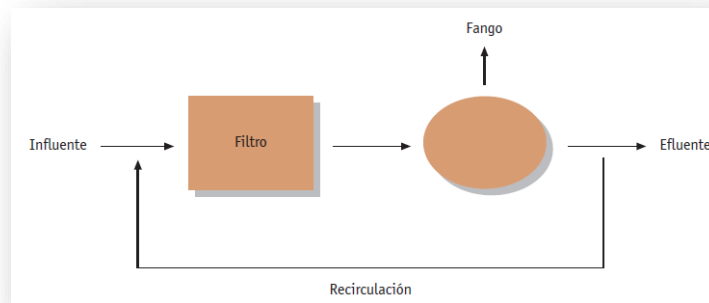 Fango
Influente
Filtro
Efluente
Recirculación